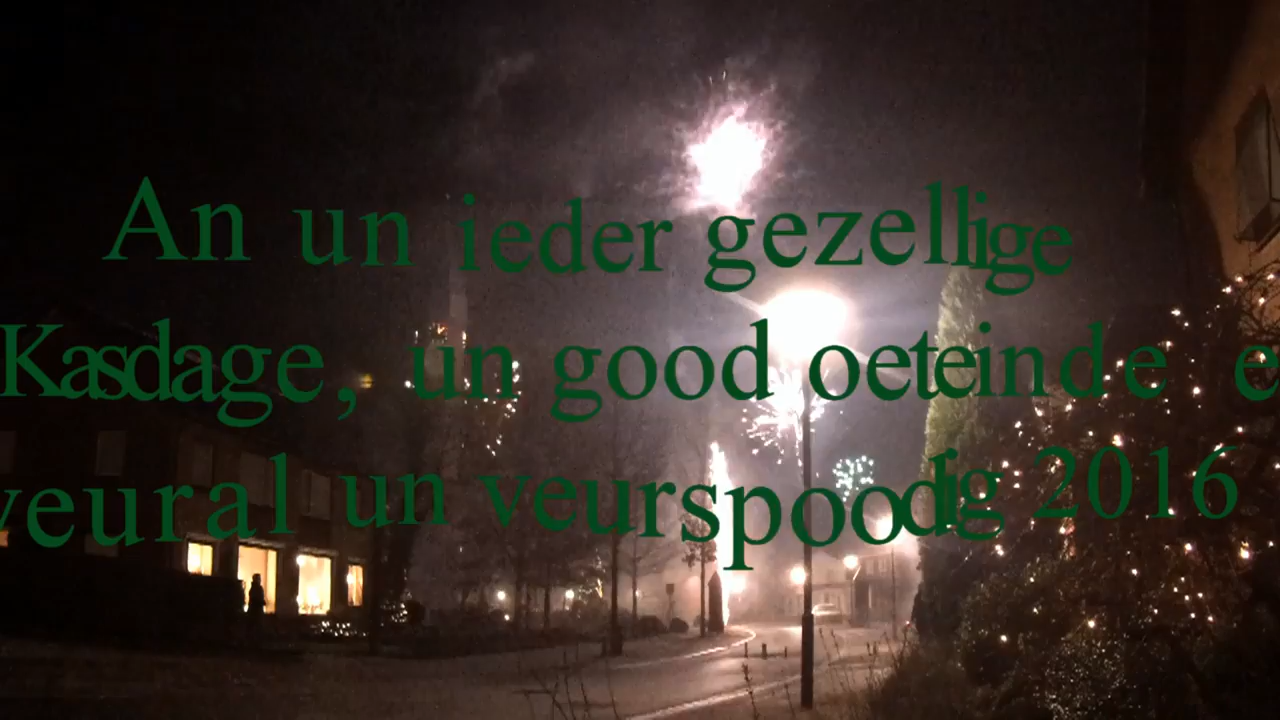 An un ieder gezellige
Kasdage, un good oeteinde e
veural un veurspoodig 2016